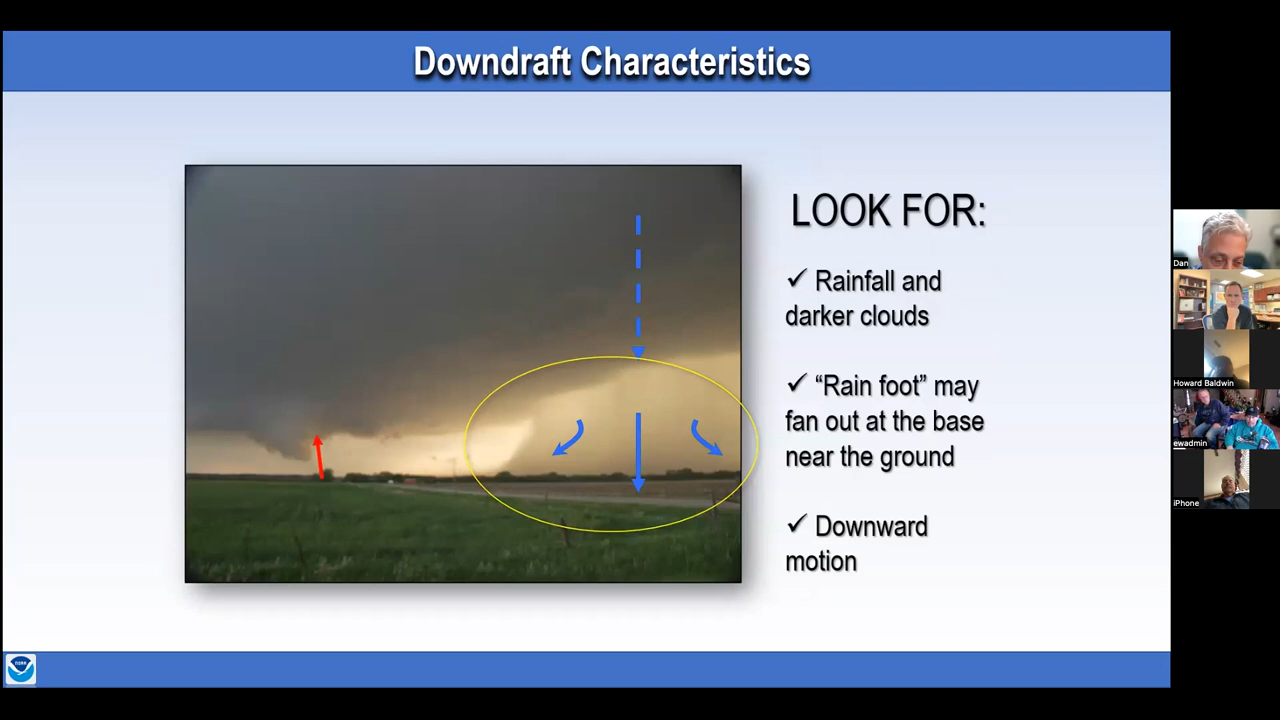 Downdraft Characteristics
LOOK FOR:
✓ Rainfall and
darker clouds
✓ “Rain foot” may
fan out at the base
near the ground
✓ Downward
motion
Dan
Howard Baldwin
ewadmin
iPhone
NOAA